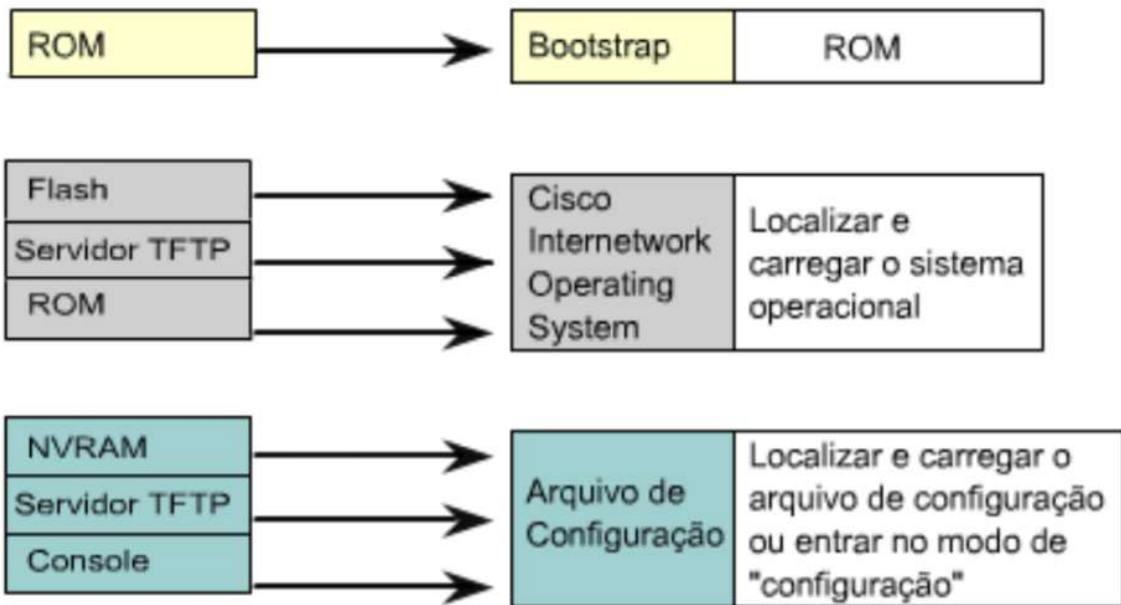 ROM
Bootstrap
ROM
Flash
Servidor TFTP
ROM
Cisco
Internetwork
Operating
System
Localizar e
carregar o sistema
operacional
NVRAM
Servidor TFTP
Console
Arquivo de
Configuração
Localizar e carregar o
arquivo de configuração
ou entrar no modo de
"configuração"